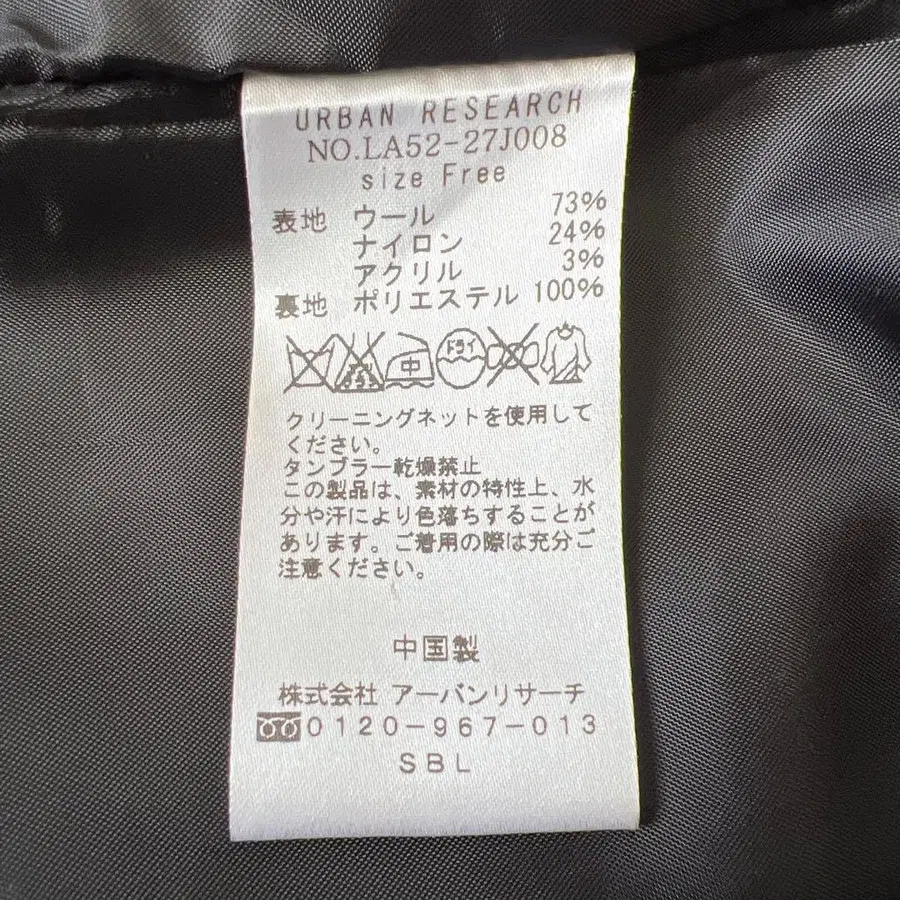 URBAN RESEARCH
NO.LA52-27J008
size Free
表地 ウール 73%
ナイロン 24%
アクリル 3%
裏地 ポリエステル 100%
中 ドライ
クリーニングネットを使用して
ください。
タンブラー乾燥禁止
この製品は、素材の特性上、水
分や汗により色落ちすることが
あります。ご着用の際は充分ご
注意ください。
中国製
株式会社 アーバンリサーチ
0120-967-013
SBL